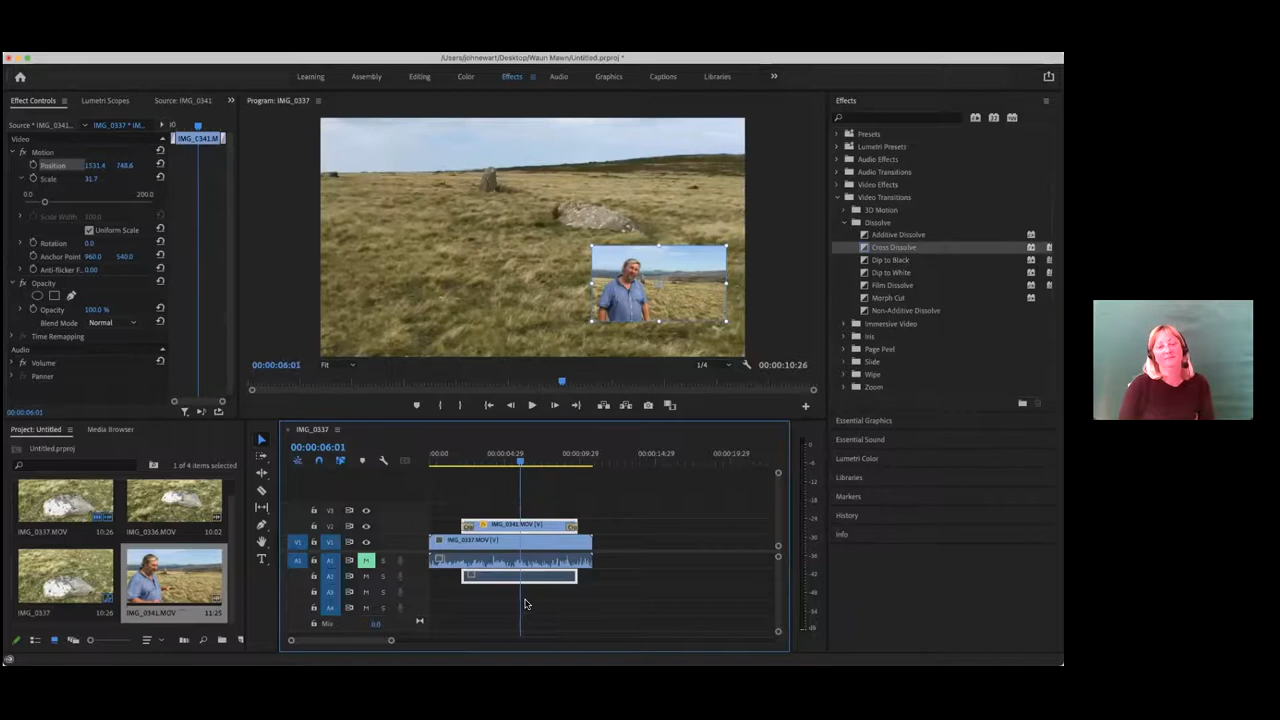 /Users/johnewart/Desktop/Waun Mawn/Untitled.prproj *
Learning Assembly Editing Color Effects Audio Graphics Captions Libraries
Effect Controls Lumetri Scopes Source: IMG_0341
Source * IMG_0341... IMG_0337 * IM...
Video
fx Motion
Position 1531.4 748.6
Scale 31.7
0.0 200.0
Scale Width 100.0
Uniform Scale
Rotation 0.0
Anchor Point 960.0 540.0
Anti-flicker F... 0.00
fx Opacity
Opacity 100.0 %
Blend Mode Normal
Time Remapping
Audio
fx Volume
Panner
00:00:06:01
IMG_0341.M
Program: IMG_0337
00:00:06:01 Fit 1/4 00:00:10:26
Effects
Presets
Lumetri Presets
Audio Effects
Audio Transitions
Video Effects
Video Transitions
3D Motion
Dissolve
Additive Dissolve
Cross Dissolve
Dip to Black
Dip to White
Film Dissolve
Morph Cut
Non-Additive Dissolve
Immersive Video
Iris
Page Peel
Slide
Wipe
Zoom
Essential Graphics
Essential Sound
Lumetri Color
Libraries
Markers
History
Info
Project: Untitled Media Browser
Untitled.prproj
1 of 4 items selected
IMG_0337.MOV 10:26 IMG_0336.MOV 10:02
IMG_0337 10:26 IMG_0341.MOV 11:25
IMG_0337
00:00:06:01
:00:00 00:00:04:29 00:00:09:29 00:00:14:29 00:00:19:29
V3
V2 IMG_0341.MOV [V]
V1 V1 IMG_0337.MOV [V]
A1 A1 M S
A2 M S
A3 M S
A4 M S
Mix 0.0